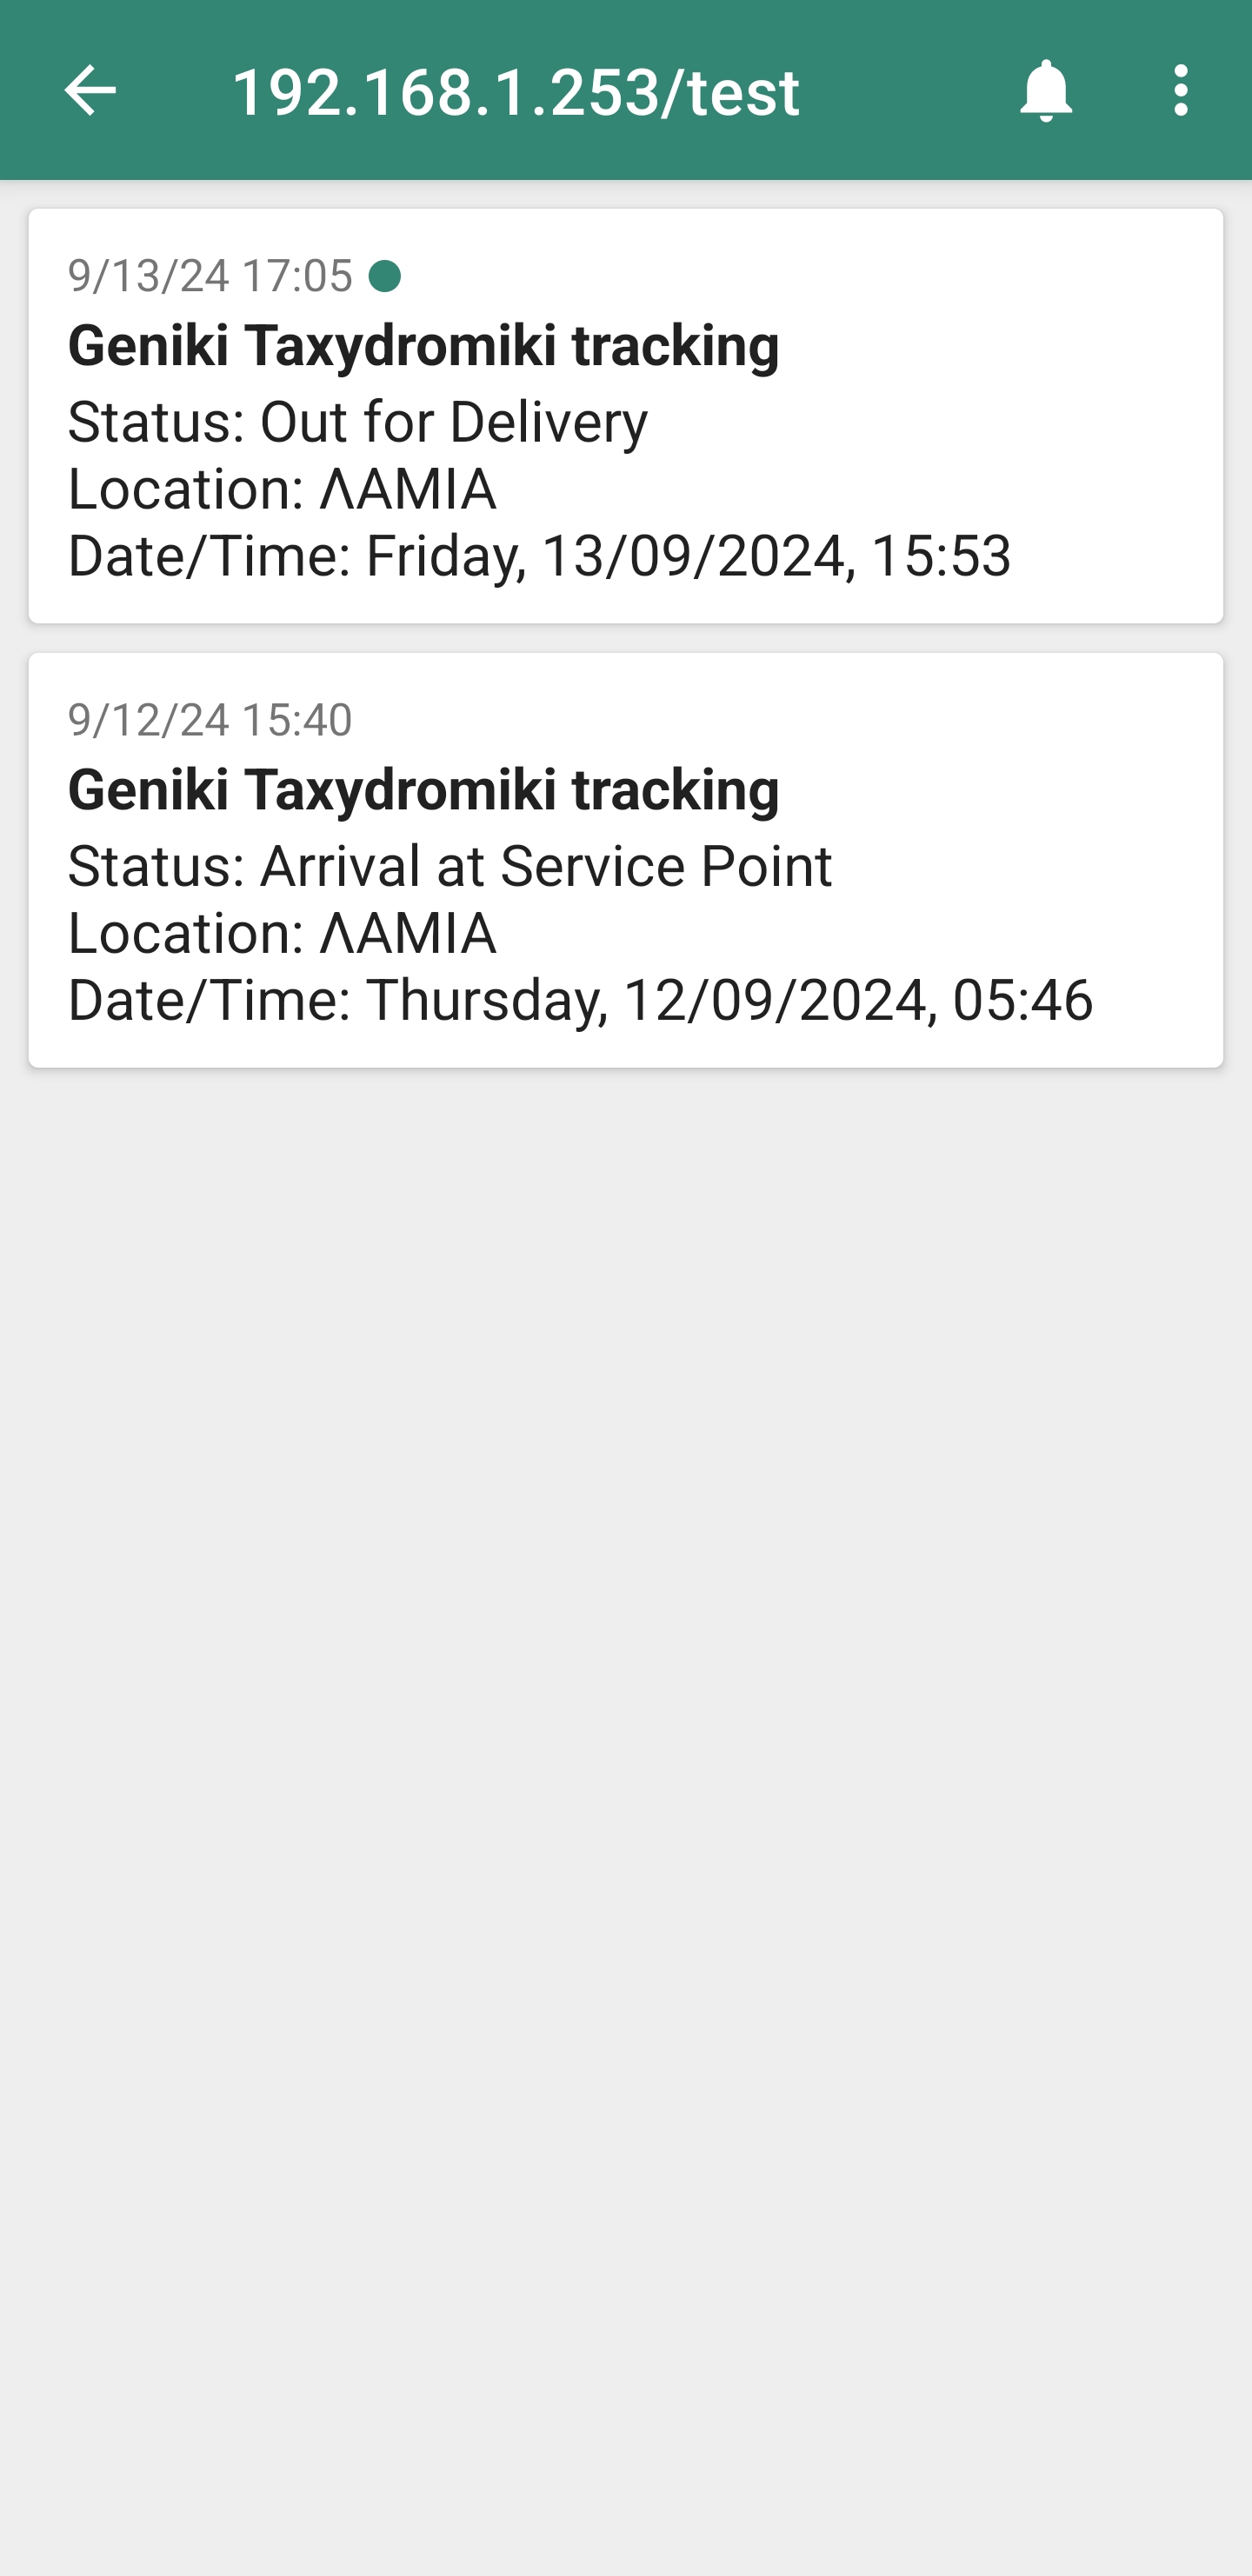 192.168.1.253/test
9/13/24 17:05
Geniki Taxydromiki tracking
Status: Out for Delivery
Location: ΛΑΜΙΑ
Date/Time: Friday, 13/09/2024, 15:53
9/12/24 15:40
Geniki Taxydromiki tracking
Status: Arrival at Service Point
Location: ΛΑΜΙΑ
Date/Time: Thursday, 12/09/2024, 05:46